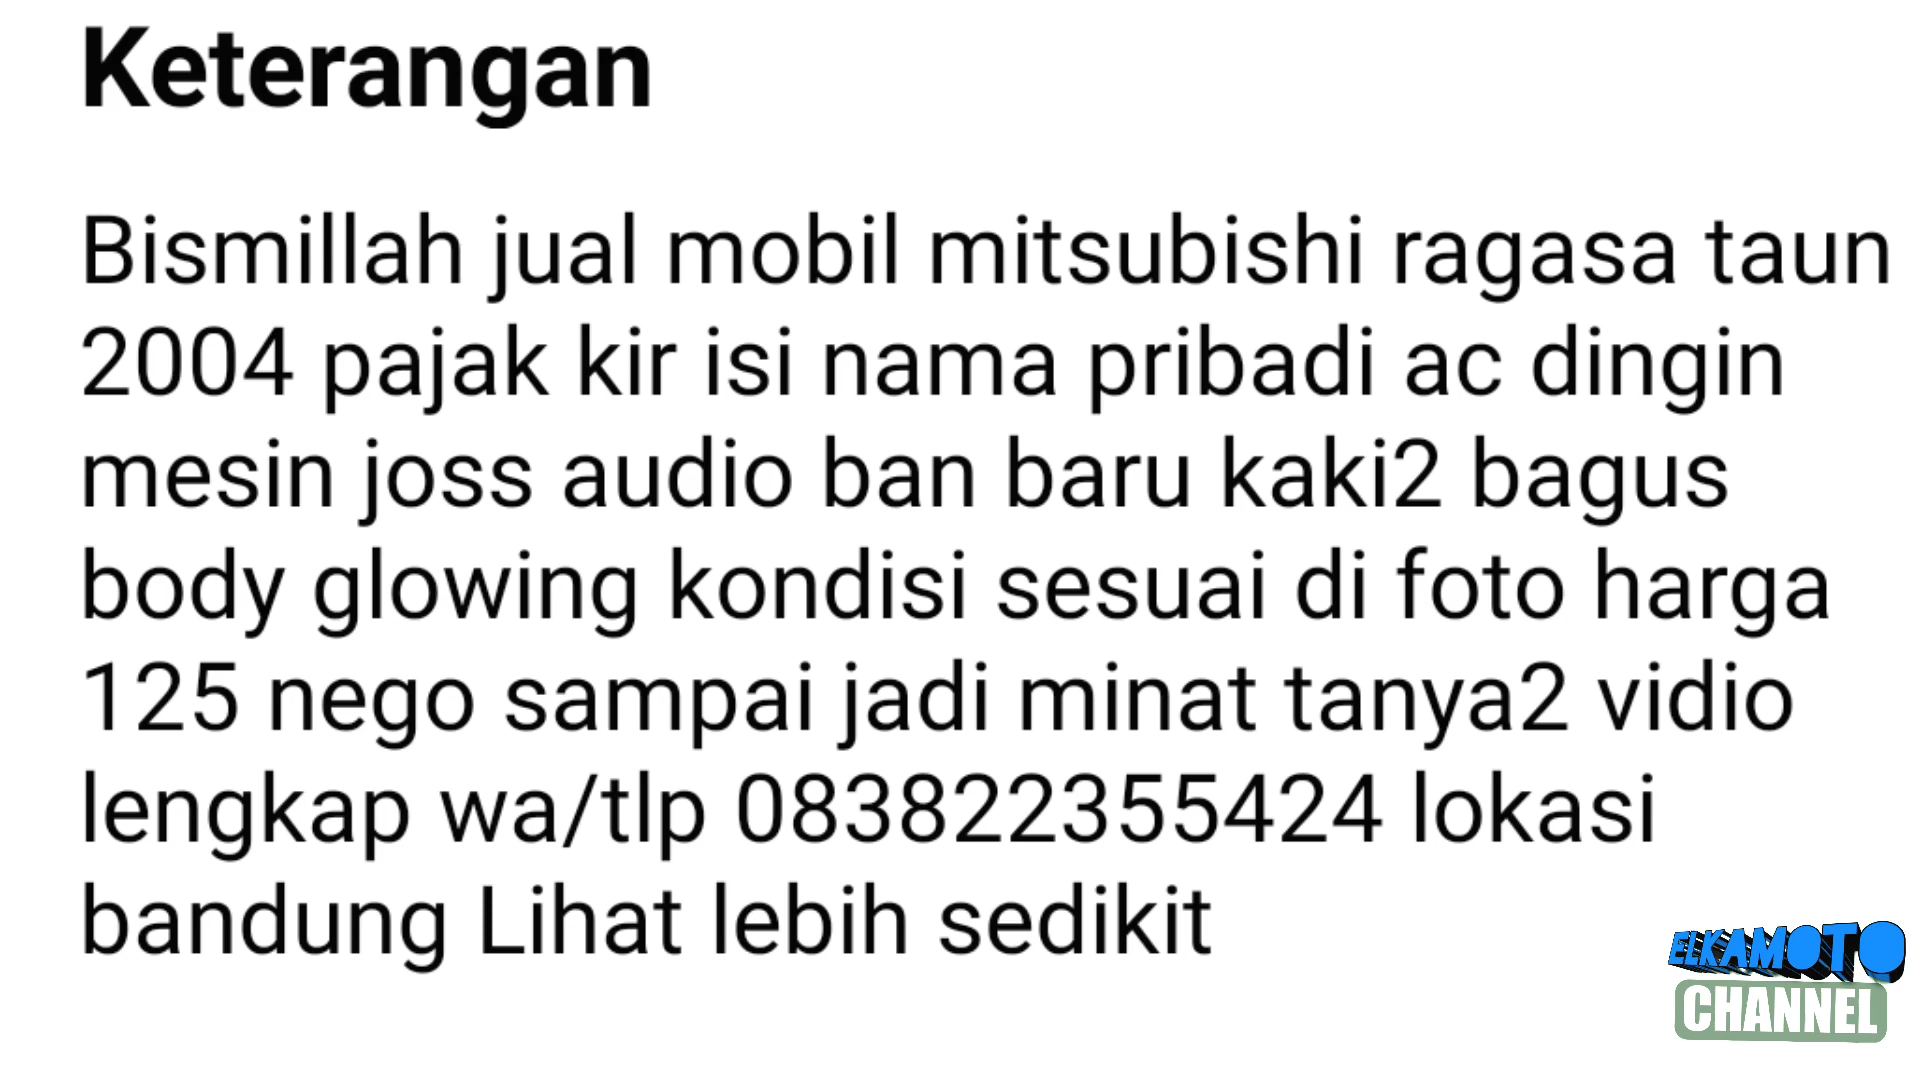 Keterangan
Bismillah jual mobil mitsubishi ragasa taun
2004 pajak kir isi nama pribadi ac dingin
mesin joss audio ban baru kaki2 bagus
body glowing kondisi sesuai di foto harga
125 nego sampai jadi minat tanya2 vidio
lengkap wa/tlp 083822355424 lokasi
bandung Lihat lebih sedikit
ELKAMOTO
CHANNEL